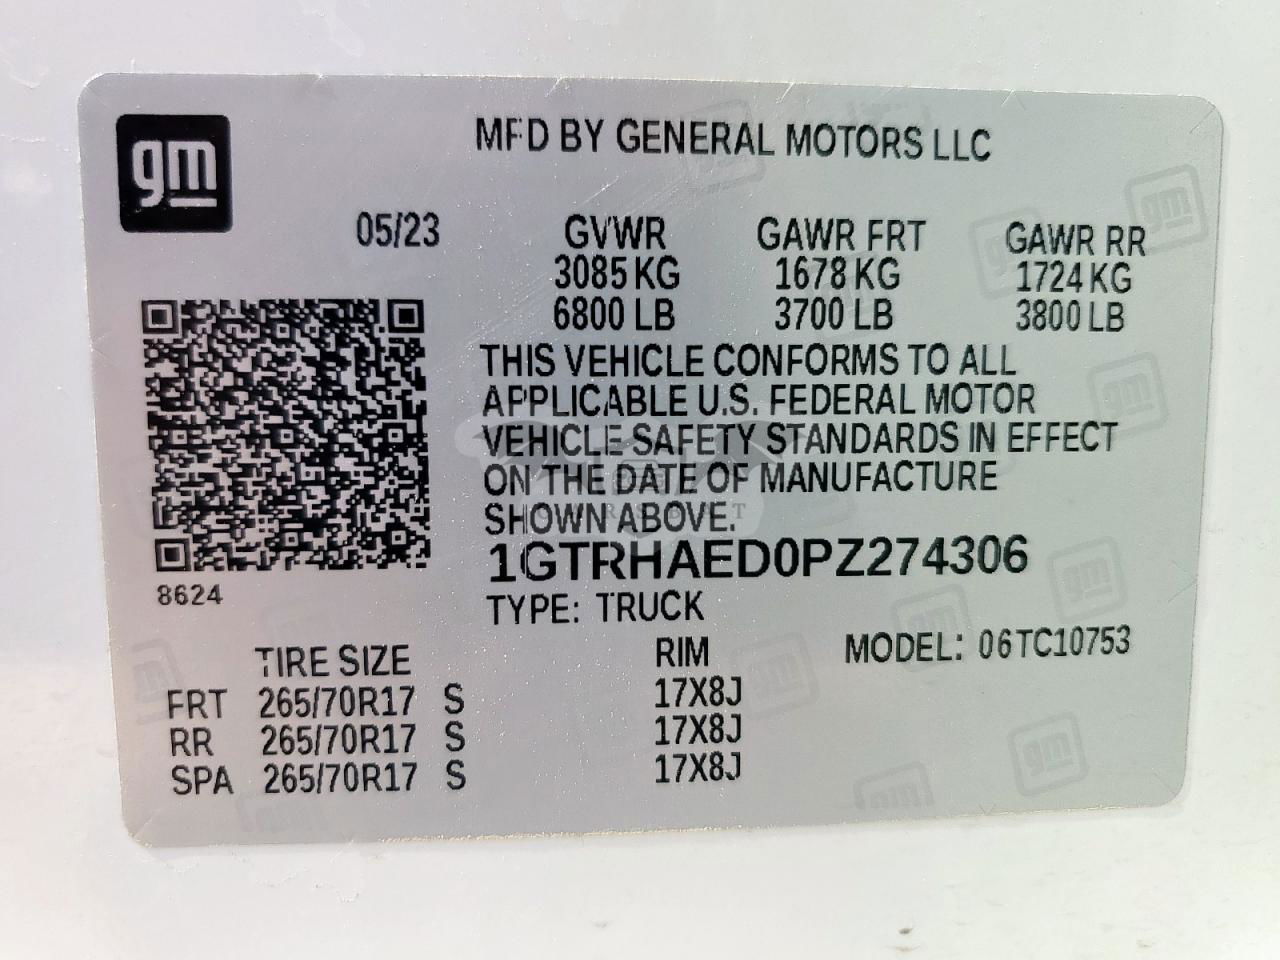 gm
MFD BY GENERAL MOTORS LLC
05/23 GVWR GAWR FRT GAWR RR
3085 KG 1678 KG 1724 KG
6800 LB 3700 LB 3800 LB
THIS VEHICLE CONFORMS TO ALL
APPLICABLE U.S. FEDERAL MOTOR
VEHICLE SAFETY STANDARDS IN EFFECT
ON THE DATE OF MANUFACTURE
SHOWN ABOVE.
1GTRHAED0PZ274306
8624
TYPE: TRUCK
TIRE SIZE RIM MODEL: 06TC10753
FRT 265/70R17 S 17X8J
RR 265/70R17 S 17X8J
SPA 265/70R17 S 17X8J